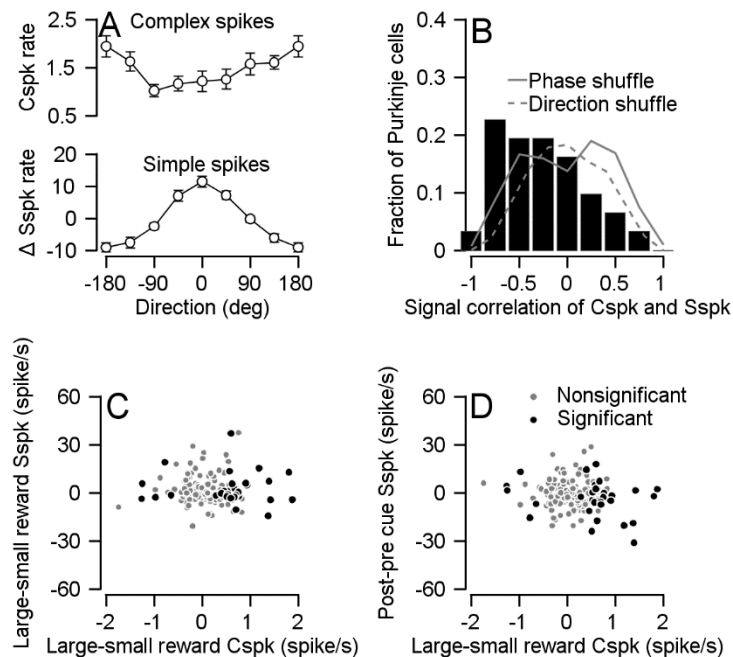 A
Complex spikes
Cspk rate
2.5
1.5
0.5
Simple spikes
Δ Sspk rate
20
10
0
-10
-180 -90 0 90 180
Direction (deg)
B
Fraction of Purkinje cells
0.4
0.3
0.2
0.1
0
Phase shuffle
Direction shuffle
-1 -0.5 0 0.5 1
Signal correlation of Cspk and Sspk
C
Large-small reward Sspk (spike/s)
60
30
0
-30
-60
-2 -1 0 1 2
Large-small reward Cspk (spike/s)
D
Nonsignificant
Significant
Post-pre cue Sspk (spike/s)
60
30
0
-30
-60
-2 -1 0 1 2
Large-small reward Cspk (spike/s)